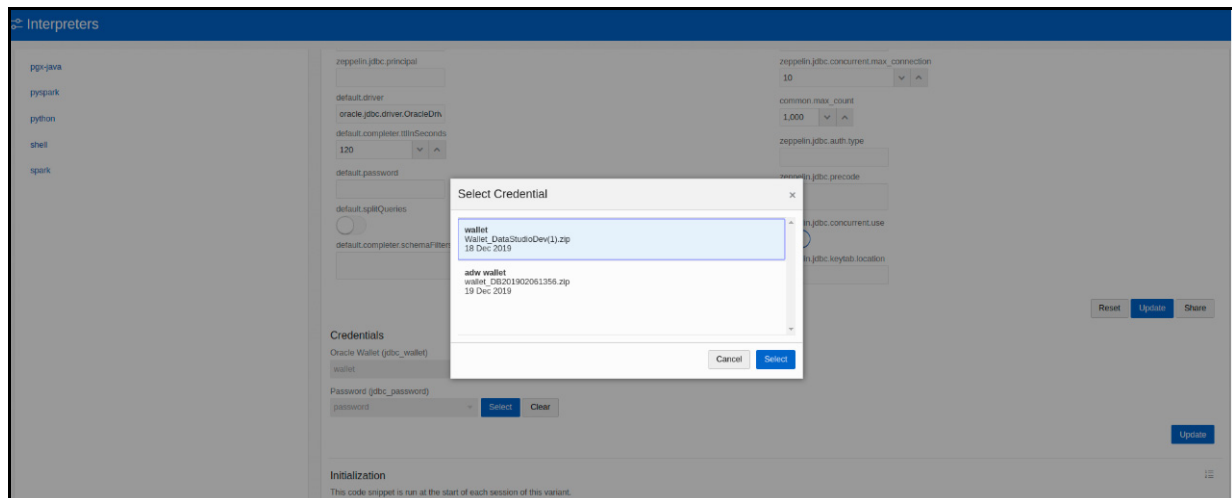 Interpreters
pgx-java
pyspark
python
shell
spark
zeppelin.jdbc.principal
default.driver
oracle.jdbc.driver.OracleDriv
default.completer.ttlInSeconds
120
default.password
default.splitQueries
default.completer.schemaFilters
zeppelin.jdbc.concurrent.max_connection
10
common.max_count
1,000
zeppelin.jdbc.auth.type
zeppelin.jdbc.precode
in.jdbc.concurrent.use
in.jdbc.keytab.location
Select Credential
×
wallet
Wallet_DataStudioDev(1).zip
18 Dec 2019
adw wallet
wallet_DB201902061356.zip
19 Dec 2019
Cancel Select
Reset Update Share
Credentials
Oracle Wallet (jdbc_wallet)
wallet
Password (jdbc_password)
password Select Clear
Update
Initialization
This code snippet is run at the start of each session of this variant.